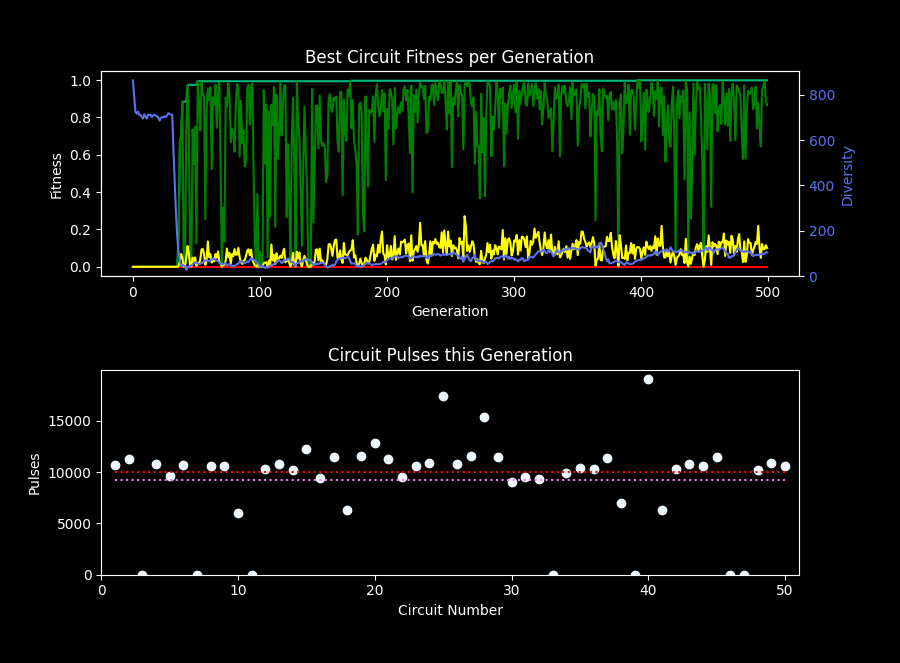 Best Circuit Fitness per Generation
1.0
0.8
0.6
0.4
0.2
0.0
Fitness
800
600
400
200
0
Diversity
0 100 200 300 400 500
Generation
Circuit Pulses this Generation
15000
10000
5000
0
Pulses
0 10 20 30 40 50
Circuit Number